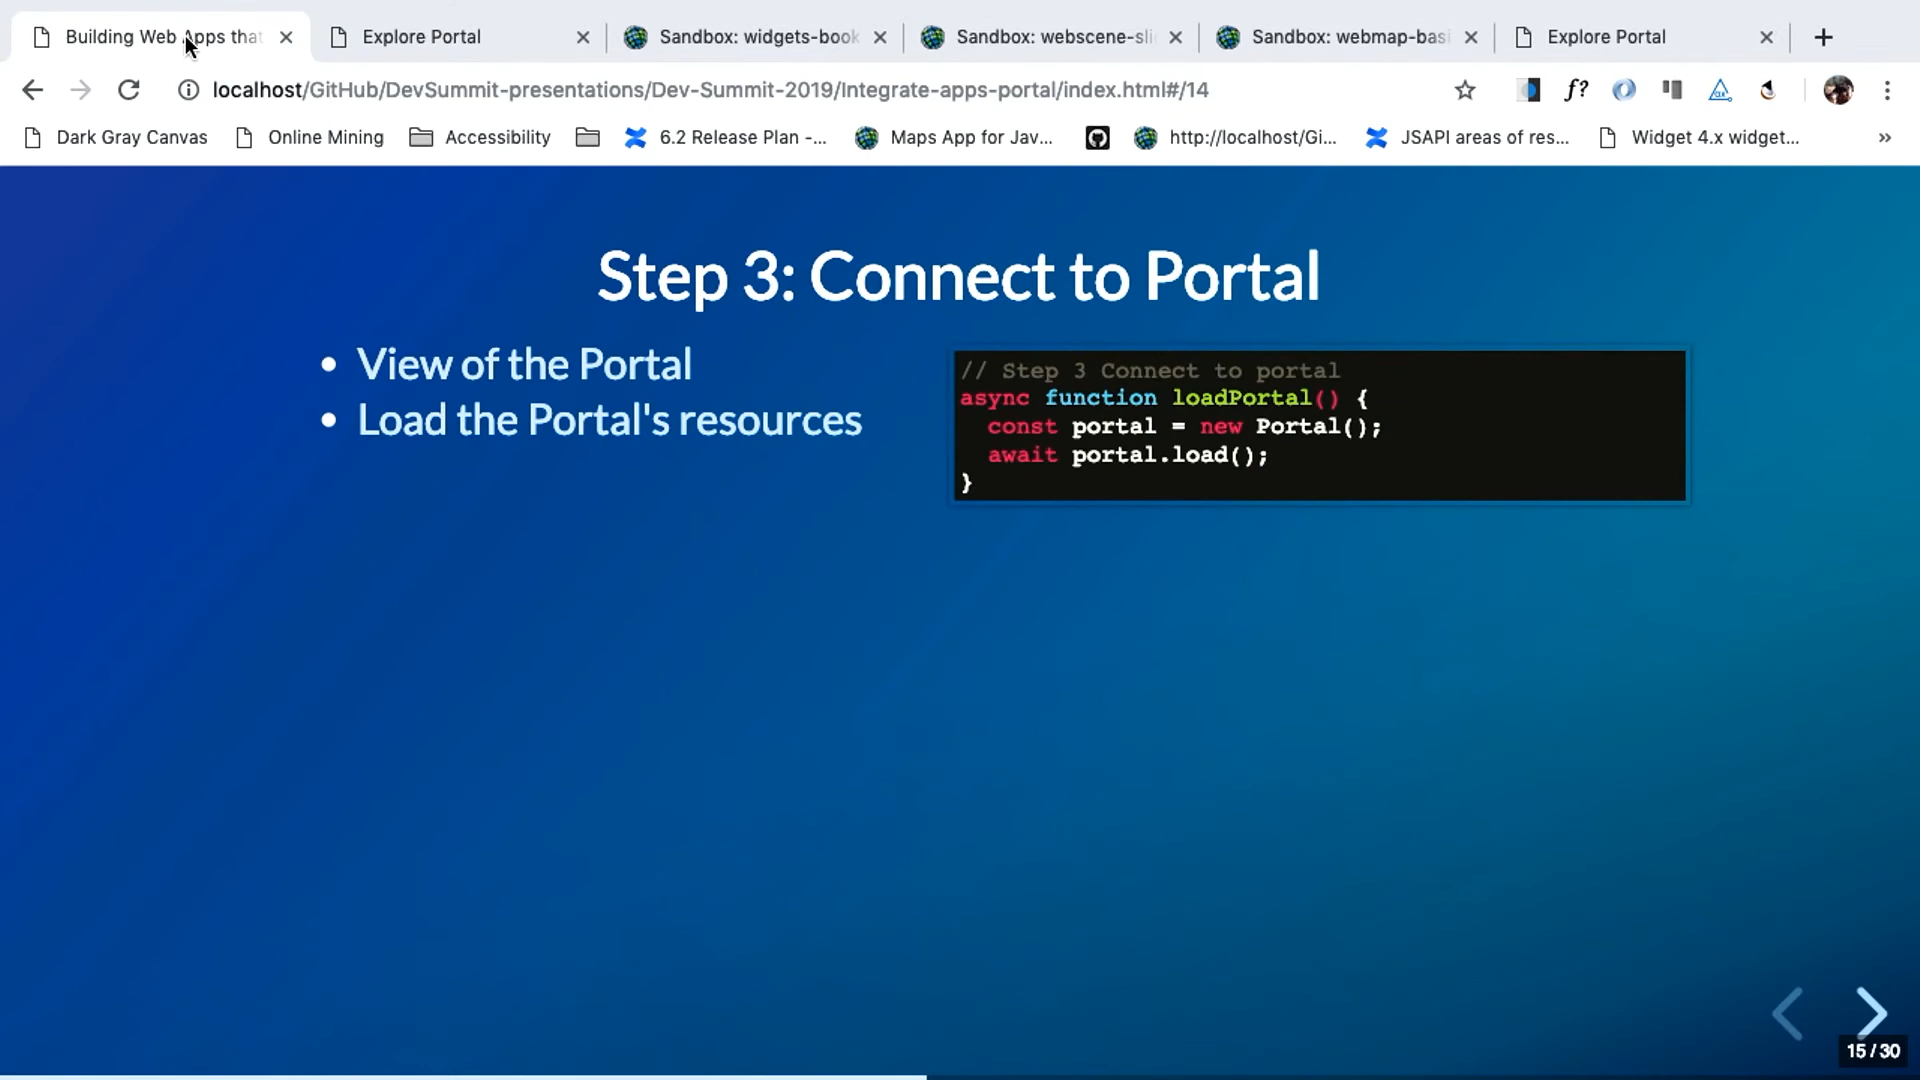 Building Web Apps that
Explore Portal
Sandbox: widgets-book
Sandbox: webscene-sli
Sandbox: webmap-basi
Explore Portal
localhost/GitHub/DevSummit-presentations/Dev-Summit-2019/Integrate-apps-portal/index.html#/14
f?
Dark Gray Canvas
Online Mining
Accessibility
6.2 Release Plan -...
Maps App for Jav...
http://localhost/Gi...
JSAPI areas of res...
Widget 4.x widget...
Step 3: Connect to Portal
• View of the Portal
• Load the Portal's resources
// Step 3 Connect to portal
async function loadPortal() {
const portal = new Portal();
await portal.load();
}
15 / 30